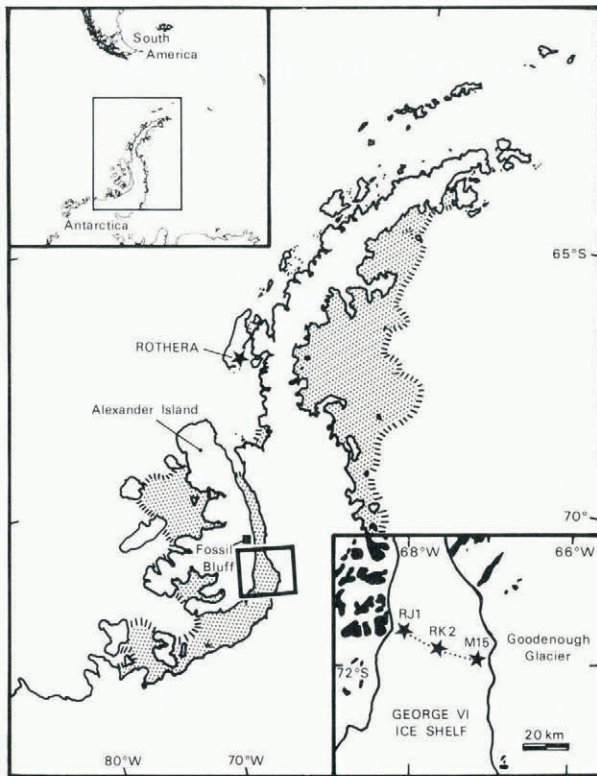 South
America
Antarctica
65°S
ROTHERA
Alexander Island
70°
Fossil
Bluff
68°W
66°W
RJ1
RK2
M15
Goodenough
Glacier
72°S
GEORGE VI
ICE SHELF
20 km
80°W
70°W